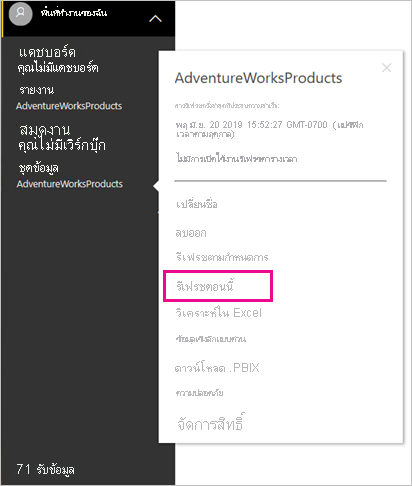 พื้นที่ทำงานของฉัน
แดชบอร์ด
คุณไม่มีแดชบอร์ด
รายงาน
AdventureWorksProducts
สมุดงาน
คุณไม่มีเวิร์กบุ๊ก
ชุดข้อมูล
AdventureWorksProducts
71 รับข้อมูล
AdventureWorksProducts
การรีเฟรชครั้งล่าสุดที่ประสบความสำเร็จ:
พฤ มิ.ย. 20 2019 15:52:27 GMT-0700 (แปซิฟิก
เวลาตามฤดูกาล)
ไม่มีการเปิดใช้งานรีเฟรชตารางเวลา
เปลี่ยนชื่อ
ลบออก
รีเฟรชตามกำหนดการ
รีเฟรชตอนนี้
วิเคราะห์ใน Excel
ข้อมูลเชิงลึกแบบด่วน
ดาวน์โหลด .PBIX
ความปลอดภัย
จัดการสิทธิ์